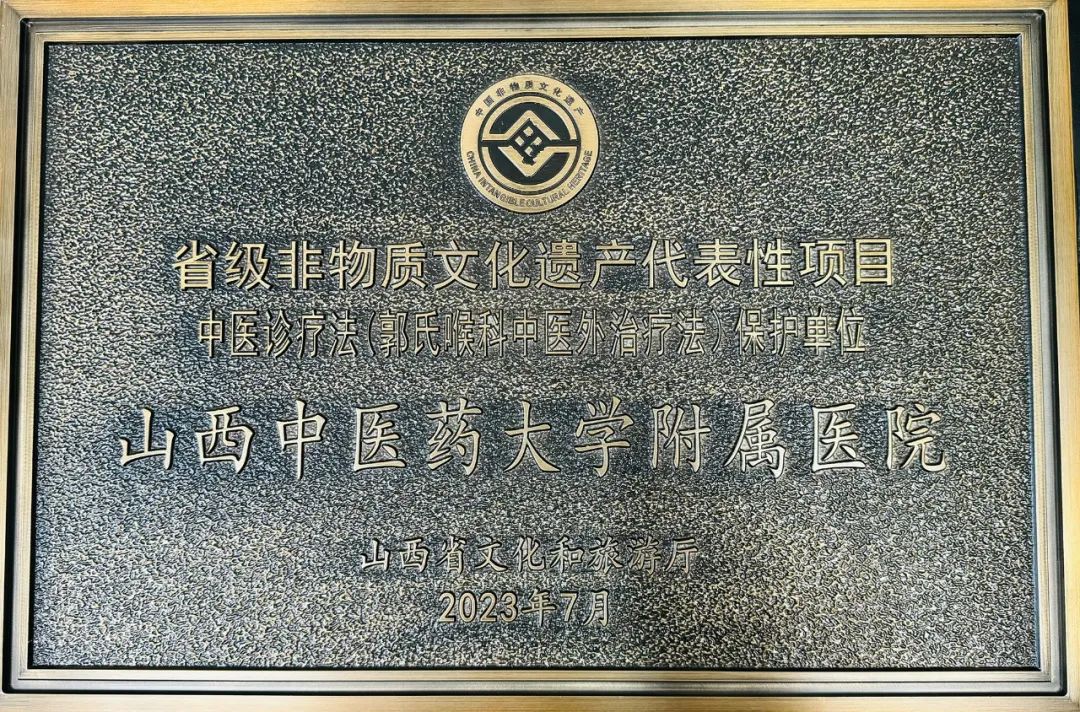 中国非物质文化遗产
CHINA INTANGIBLE CULTURAL HERITAGE
省级非物质文化遗产代表性项目
中医诊疗法(郭氏喉科中医外治疗法)保护单位
山西中医药大学附属医院
山西省文化和旅游厅
2023年7月